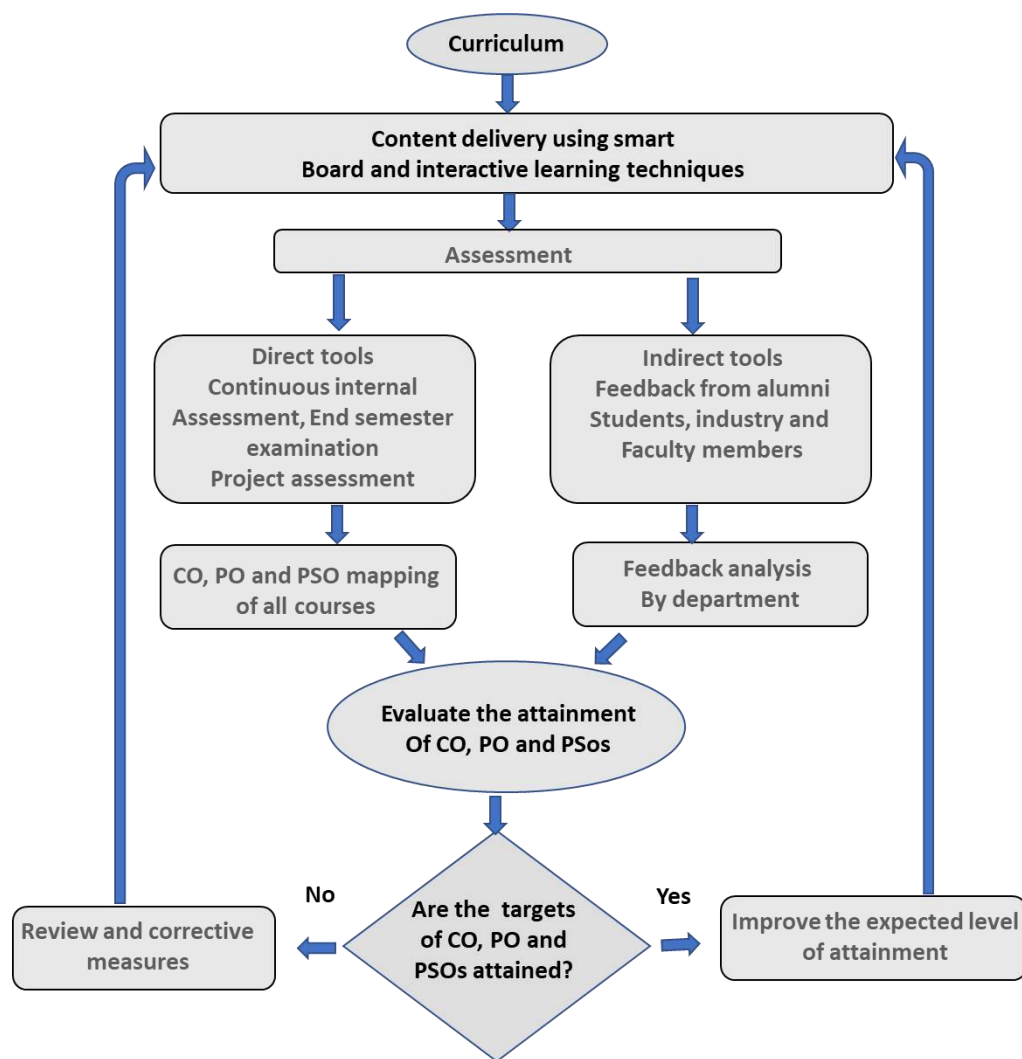 Curriculum
Content delivery using smart
Board and interactive learning techniques
Assessment
Direct tools
Continuous internal
Assessment, End semester
examination
Project assessment
Indirect tools
Feedback from alumni
Students, industry and
Faculty members
CO, PO and PSO mapping
of all courses
Feedback analysis
By department
Evaluate the attainment
Of CO, PO and PSos
No
Yes
Are the targets
of CO, PO and
PSOs attained?
Review and corrective
measures
Improve the expected level
of attainment